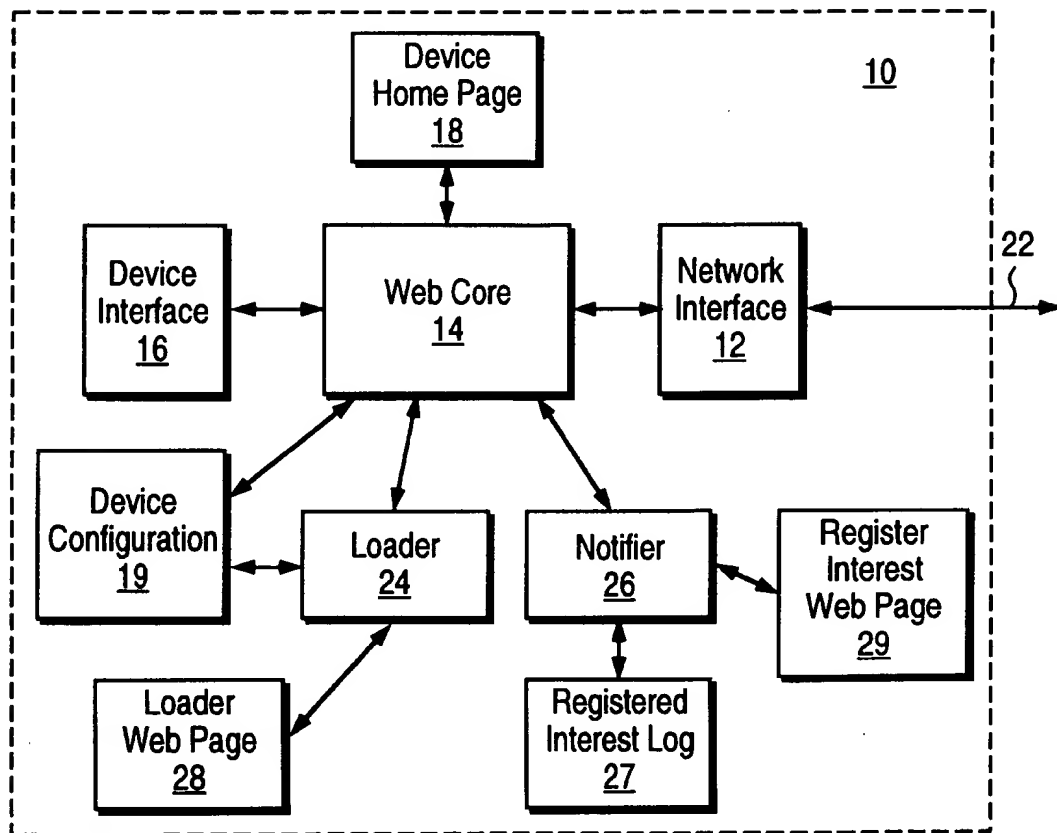 Device
Home Page
18
10
Device
Interface
16
Web Core
14
Network
Interface
12
22
Device
Configuration
19
Loader
24
Notifier
26
Register
Interest
Web Page
29
Loader
Web Page
28
Registered
Interest Log
27